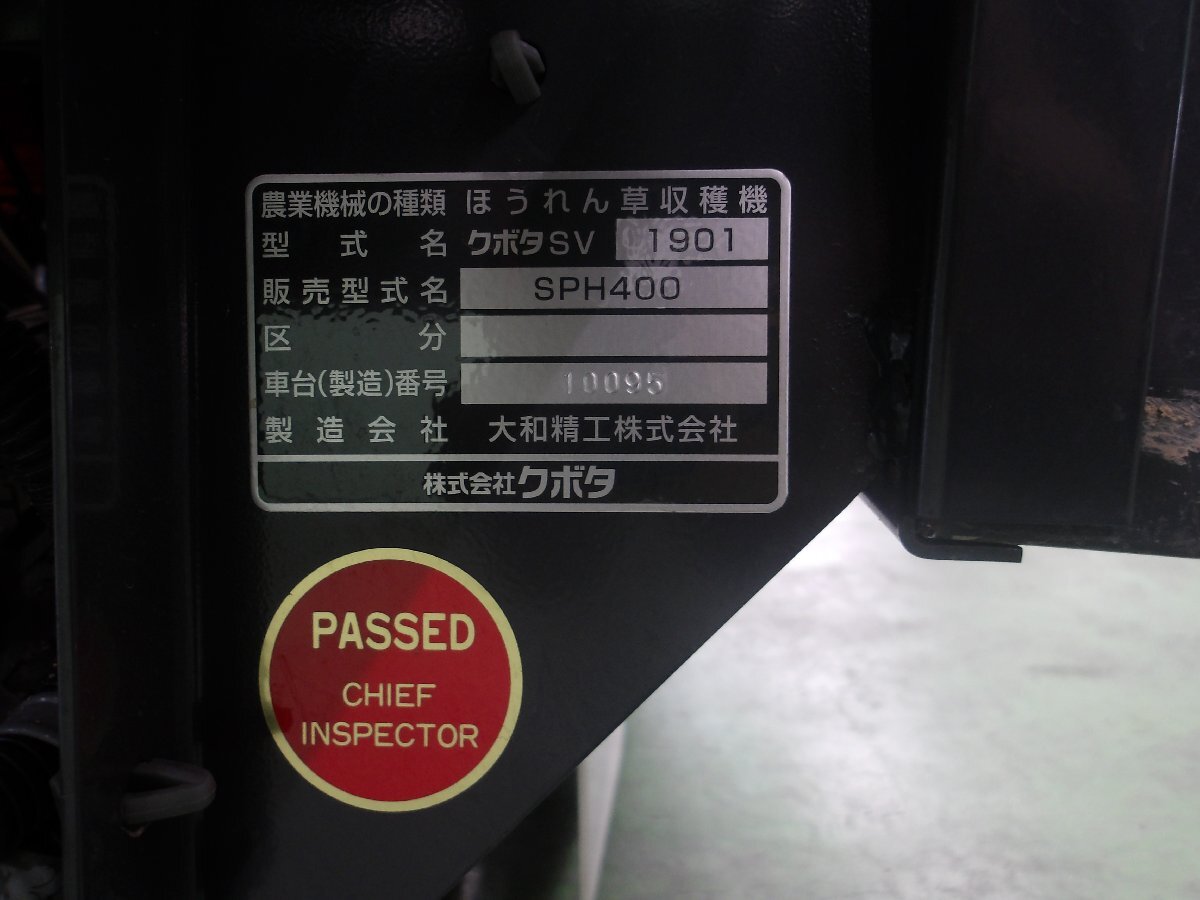 農業機械の種類 ほうれん草収穫機
型式名 クボタSV 1901
販売型式名 SPH400
区分
車台(製造)番号 10095
製造会社 大和精工株式会社
株式会社クボタ
PASSED
CHIEF
INSPECTOR